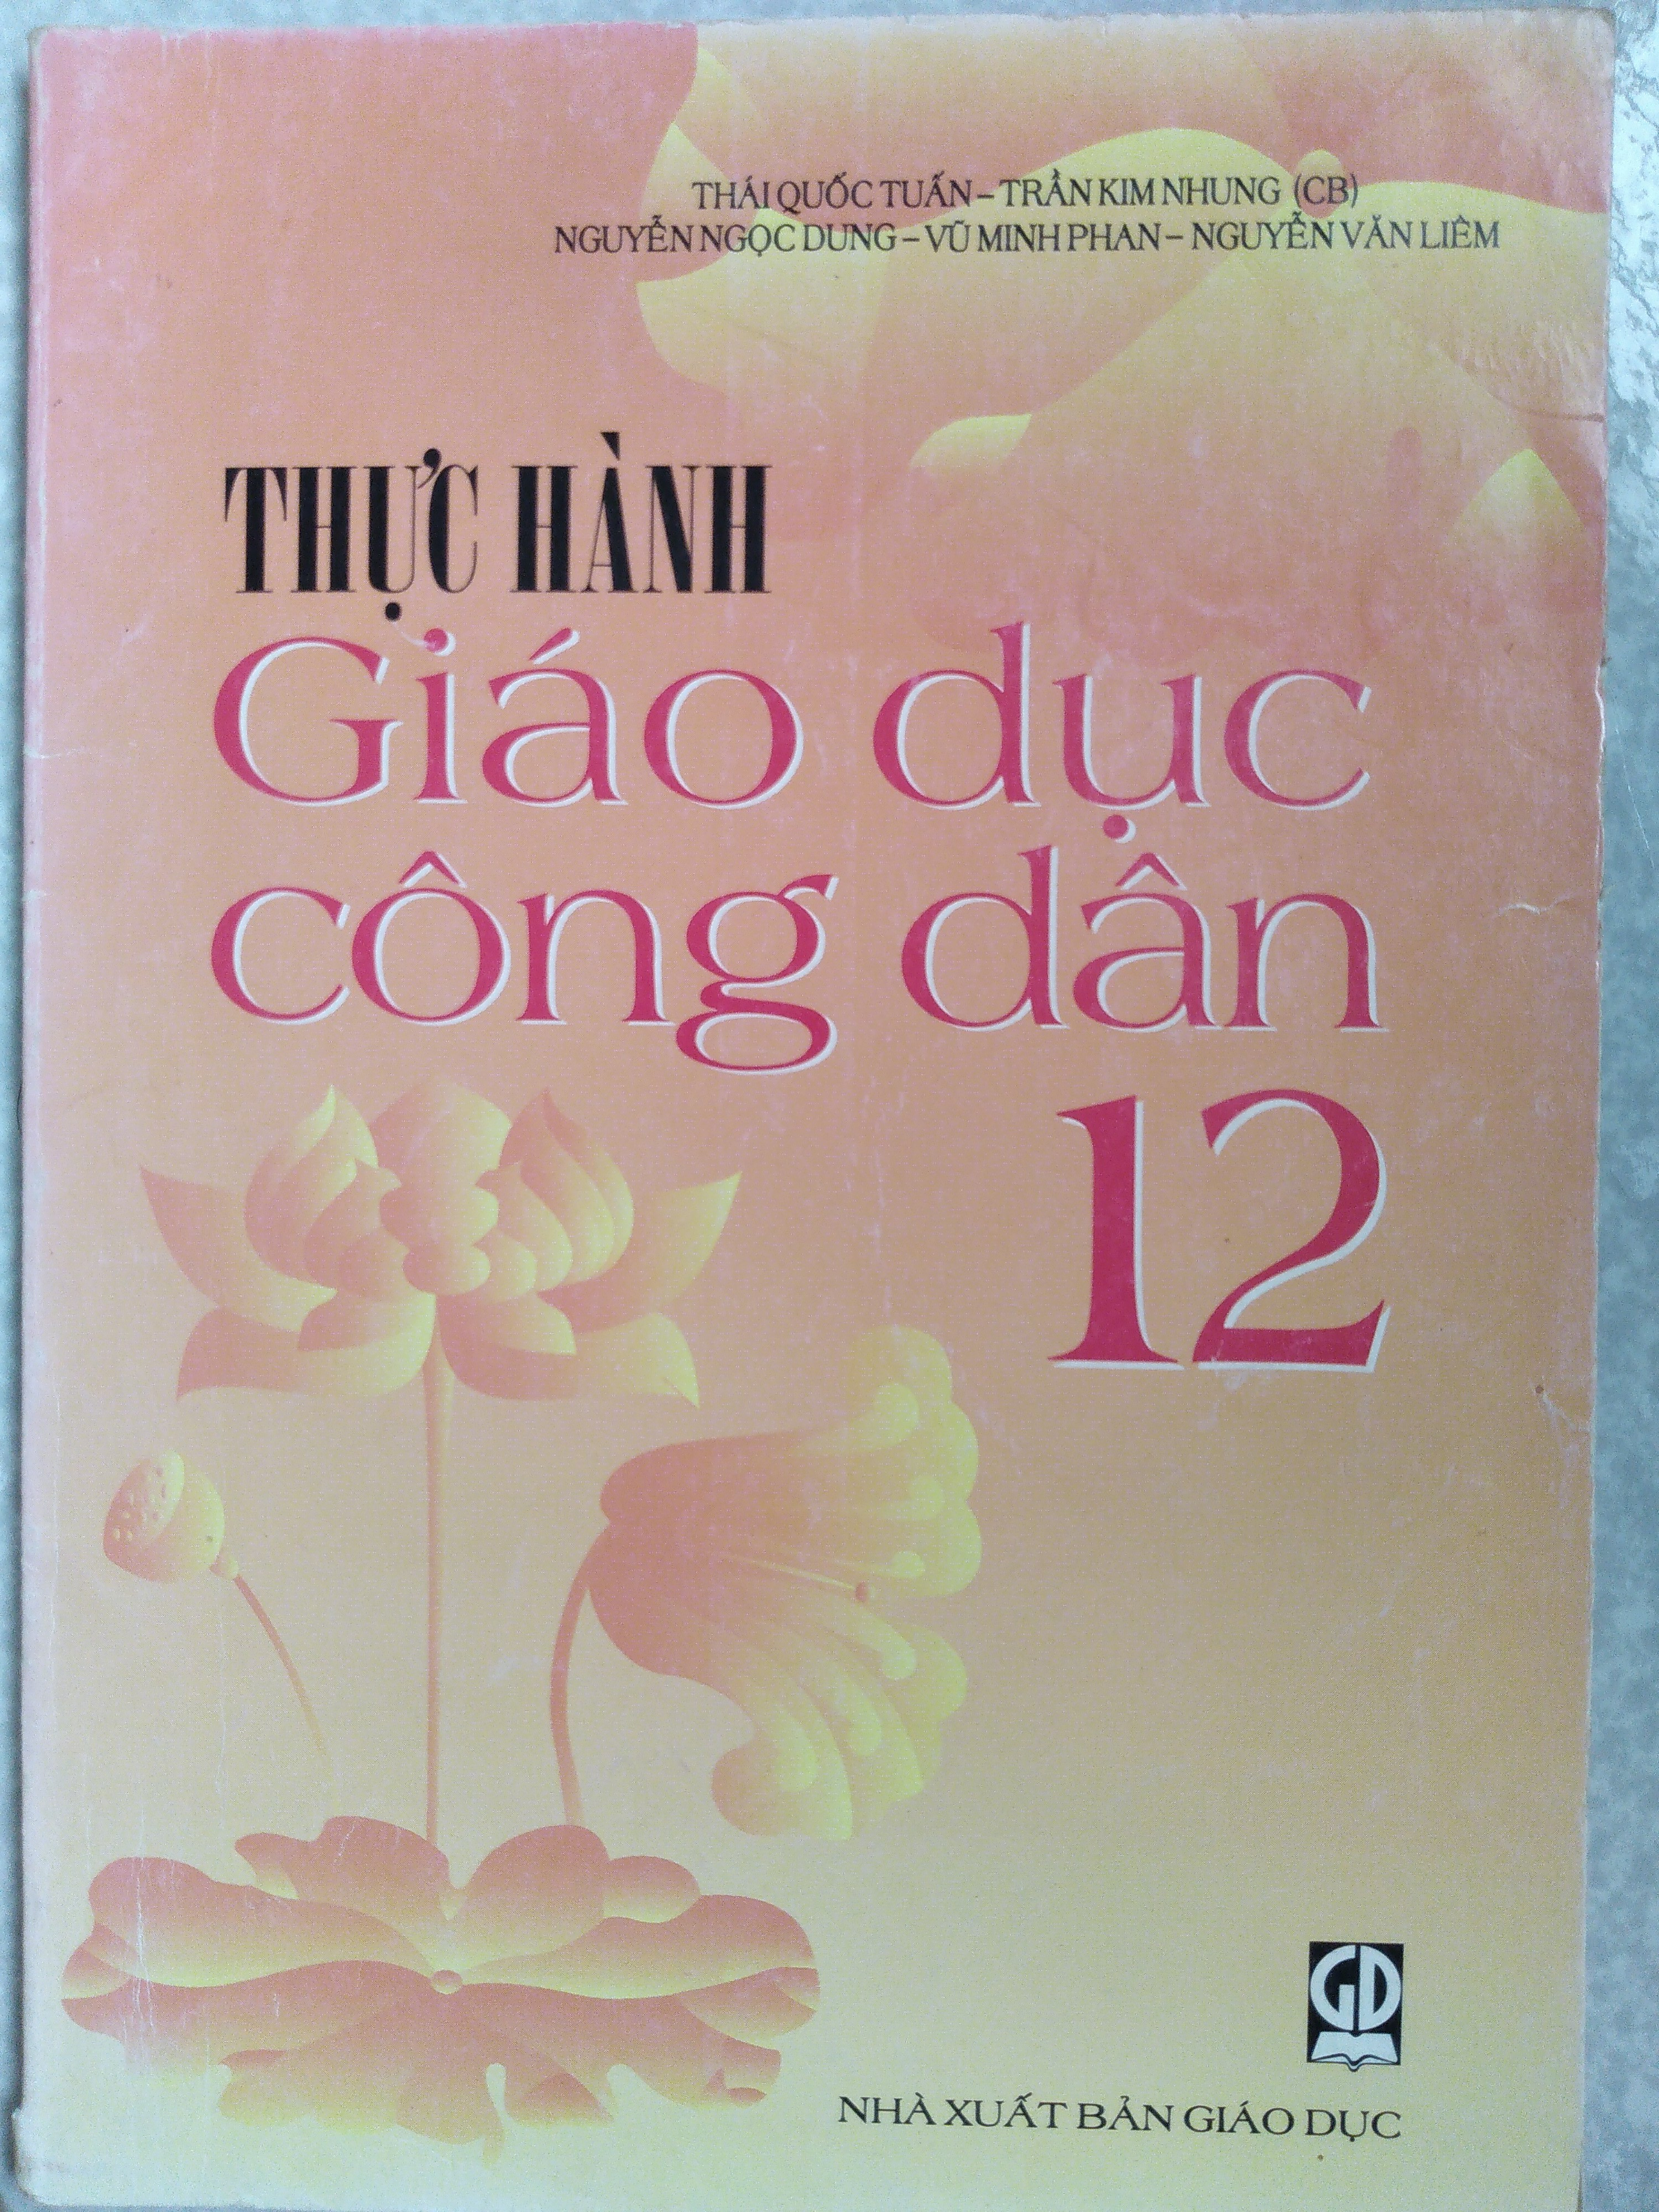 THÁI QUỐC TUẤN – TRẦN KIM NHUNG (CB)
NGUYỄN NGỌC DUNG – VŨ MINH PHAN – NGUYỄN VĂN LIÊM
THỰC HÀNH
Giáo dục
công dân
12
GD
NHÀ XUẤT BẢN GIÁO DỤC